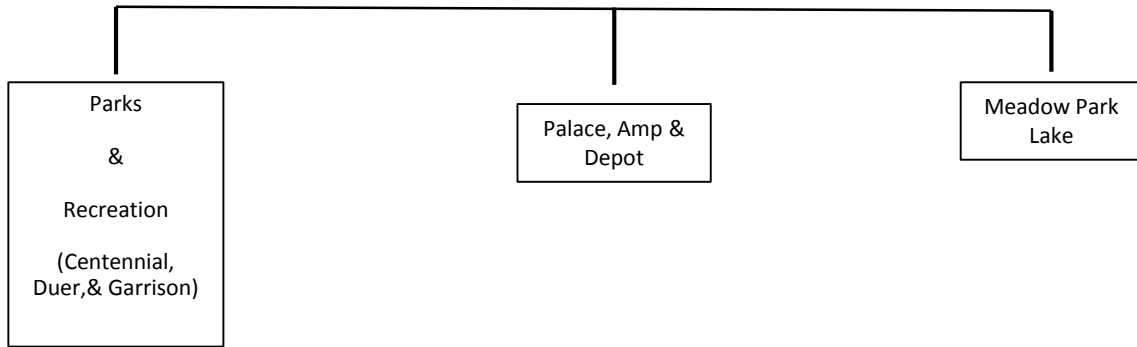 Parks
&
Recreation
(Centennial,
Duer,& Garrison)
Palace, Amp &
Depot
Meadow Park
Lake